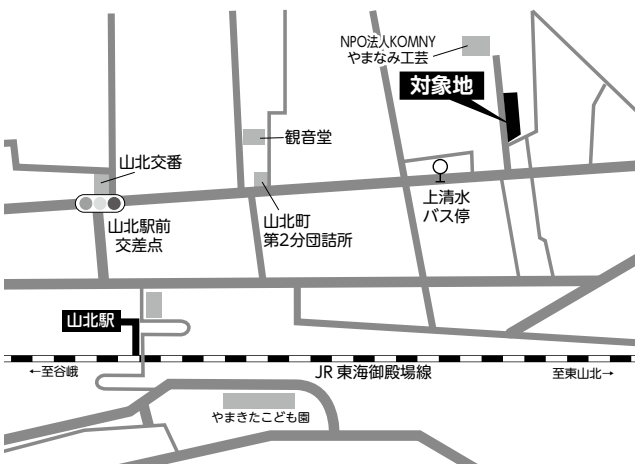 NPO法人KOMNY
やまなみ工芸
対象地
観音堂
山北交番
上清水
バス停
山北駅前
交差点
山北町
第2分団詰所
山北駅
←至谷峨
JR 東海御殿場線
至東山北→
やまきたこども園